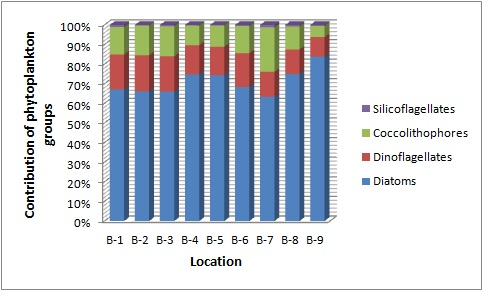 Contribution of phytoplankton
groups
100%
90%
80%
70%
60%
50%
40%
30%
20%
10%
0%
B-1 B-2 B-3 B-4 B-5 B-6 B-7 B-8 B-9
Location
Silicoflagellates
Coccolithophores
Dinoflagellates
Diatoms